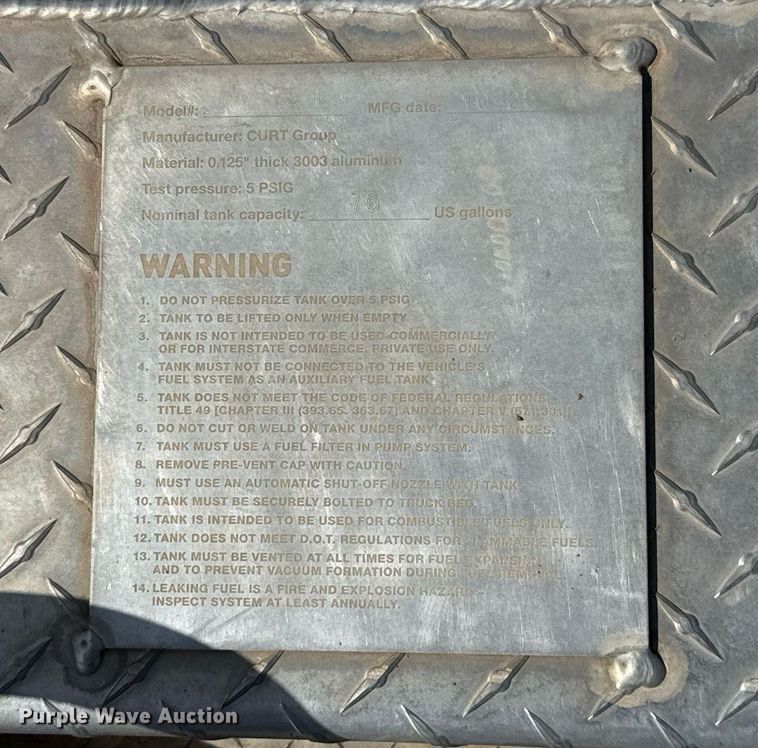 Model#: MFG date:
Manufacturer: CURT Group
Material: 0.125" thick 3003 aluminum
Test pressure: 5 PSIG
Nominal tank capacity: 76 US gallons
WARNING
1. DO NOT PRESSURIZE TANK OVER 5 PSIG
2. TANK TO BE LIFTED ONLY WHEN EMPTY
3. TANK IS NOT INTENDED TO BE USED COMMERCIALLY
OR FOR INTERSTATE COMMERCE. PRIVATE USE ONLY.
4. TANK MUST NOT BE CONNECTED TO THE VEHICLE'S
FUEL SYSTEM AS AN AUXILIARY FUEL TANK
5. TANK DOES NOT MEET THE CODE OF FEDERAL REGULATIONS
TITLE 49 [CHAPTER III (393.65, 363.67) AND CHAPTER V
6. DO NOT CUT OR WELD ON TANK UNDER ANY CIRCUMSTANCES.
7. TANK MUST USE A FUEL FILTER IN PUMP SYSTEM.
8. REMOVE PRE-VENT CAP WITH CAUTION.
9. MUST USE AN AUTOMATIC SHUT-OFF NOZZLE WITH TANK
10. TANK MUST BE SECURELY BOLTED TO TRUCK BED
11. TANK IS INTENDED TO BE USED FOR COMBUSTIBLE FUELS ONLY.
12. TANK DOES NOT MEET D.O.T. REGULATIONS FOR FLAMMABLE FUELS.
13. TANK MUST BE VENTED AT ALL TIMES FOR FUEL EXPANSION
AND TO PREVENT VACUUM FORMATION DURING
14. LEAKING FUEL IS A FIRE AND EXPLOSION HAZARD
INSPECT SYSTEM AT LEAST ANNUALLY.
Purple Wave Auction